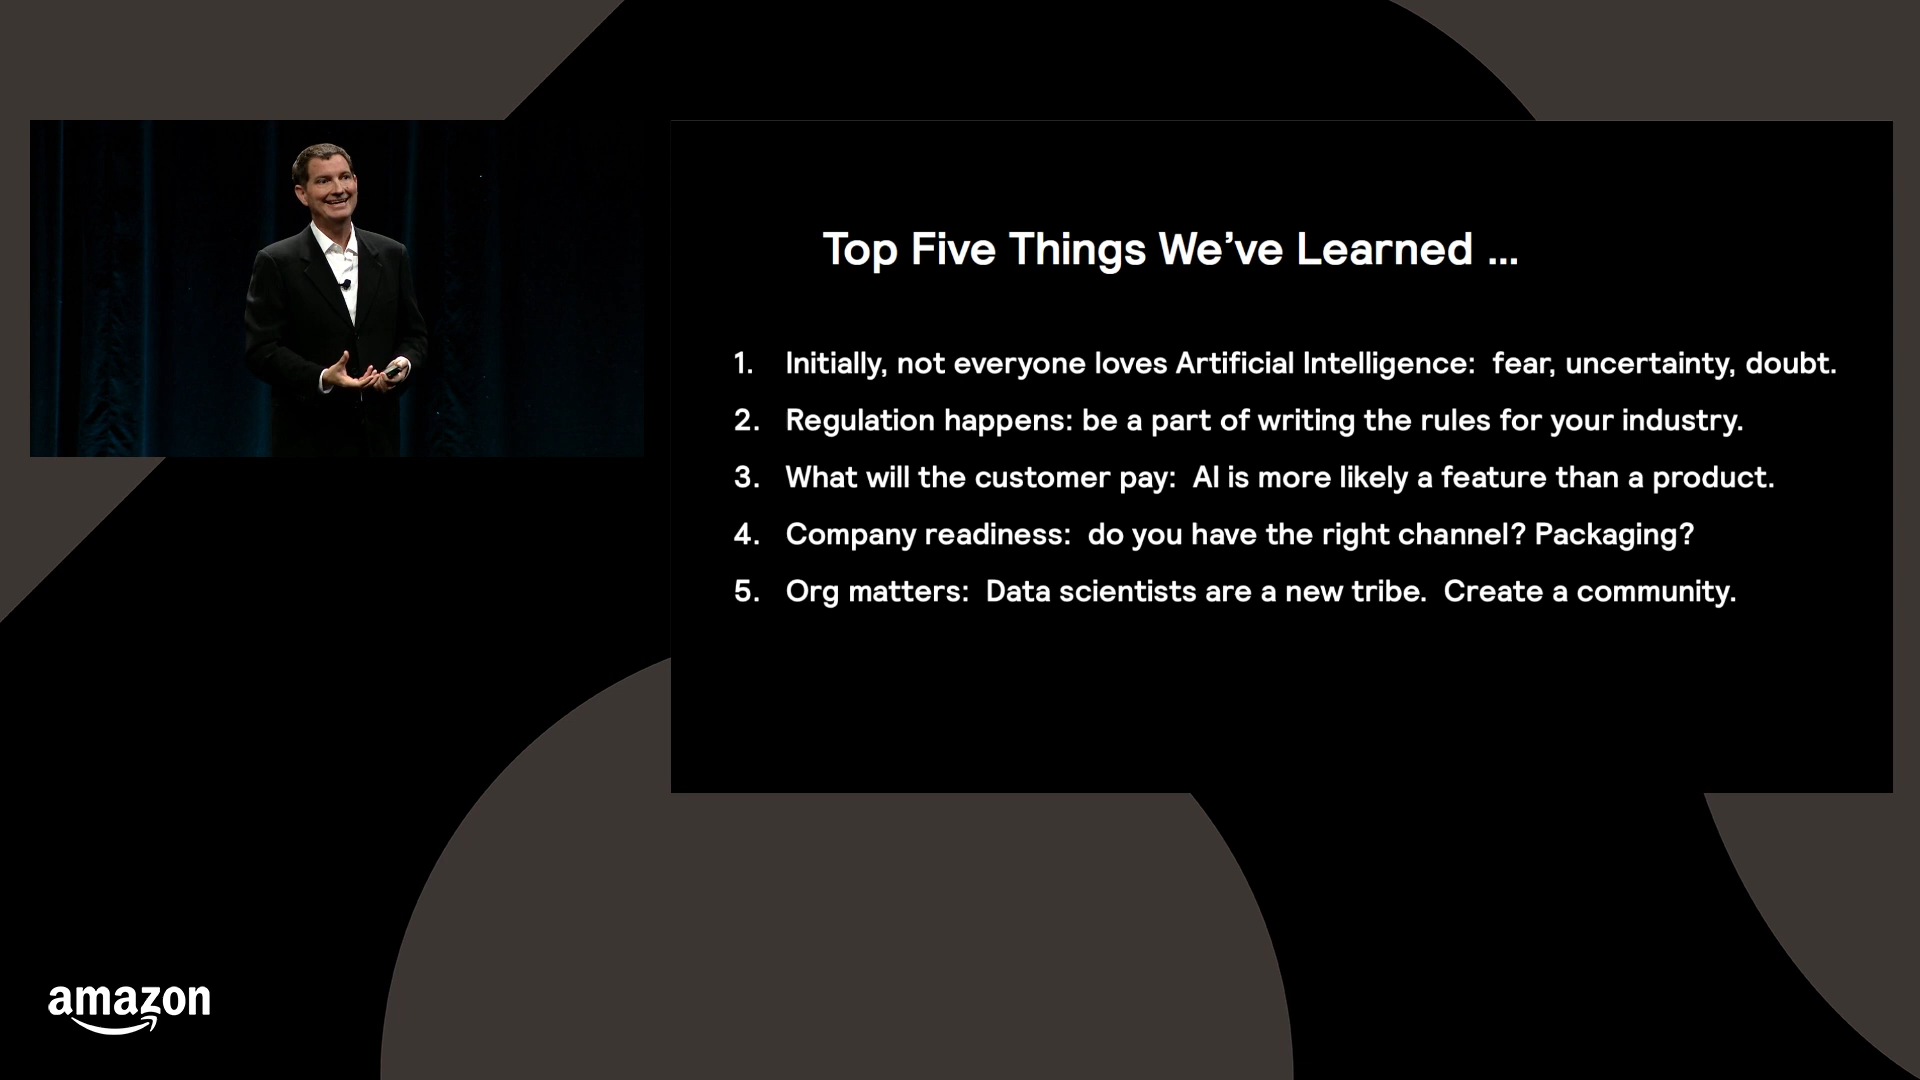 Top Five Things We’ve Learned ...
1. Initially, not everyone loves Artificial Intelligence:  fear, uncertainty, doubt.
2. Regulation happens: be a part of writing the rules for your industry.
3. What will the customer pay:  AI is more likely a feature than a product.
4. Company readiness:  do you have the right channel? Packaging?
5. Org matters:  Data scientists are a new tribe.  Create a community.
amazon